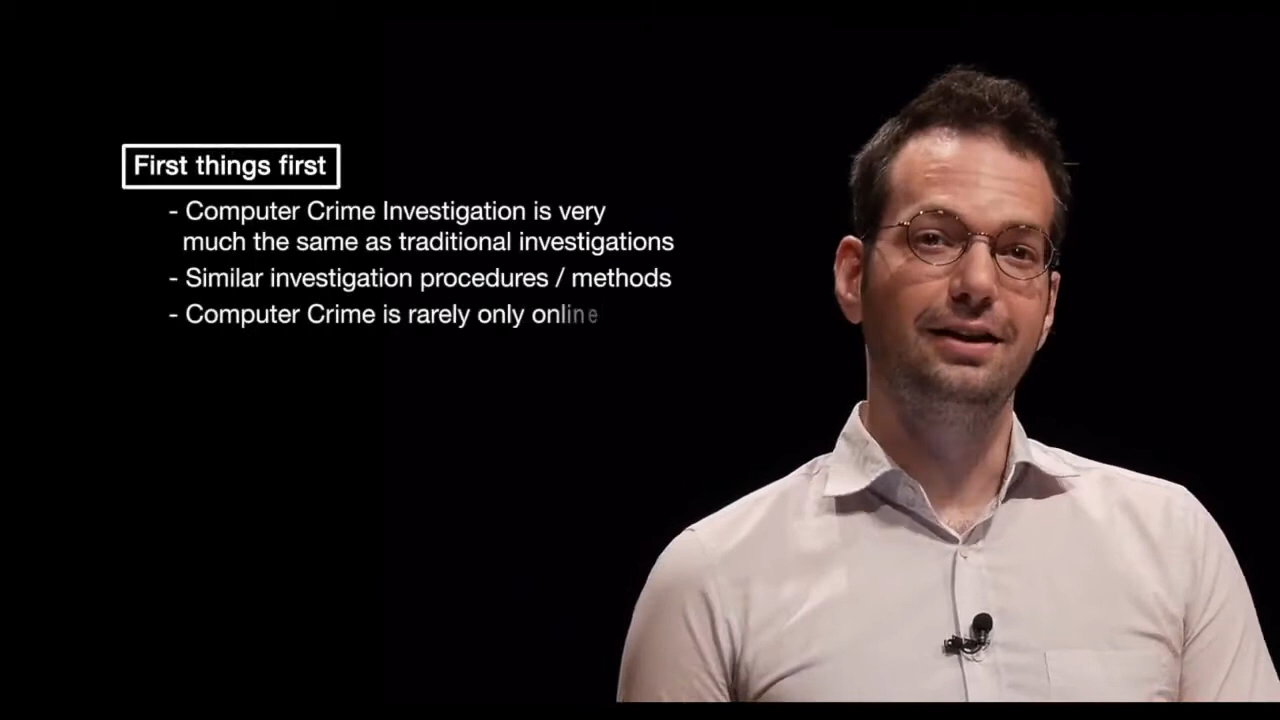 First things first
- Computer Crime Investigation is very
much the same as traditional investigations
- Similar investigation procedures / methods
- Computer Crime is rarely only online